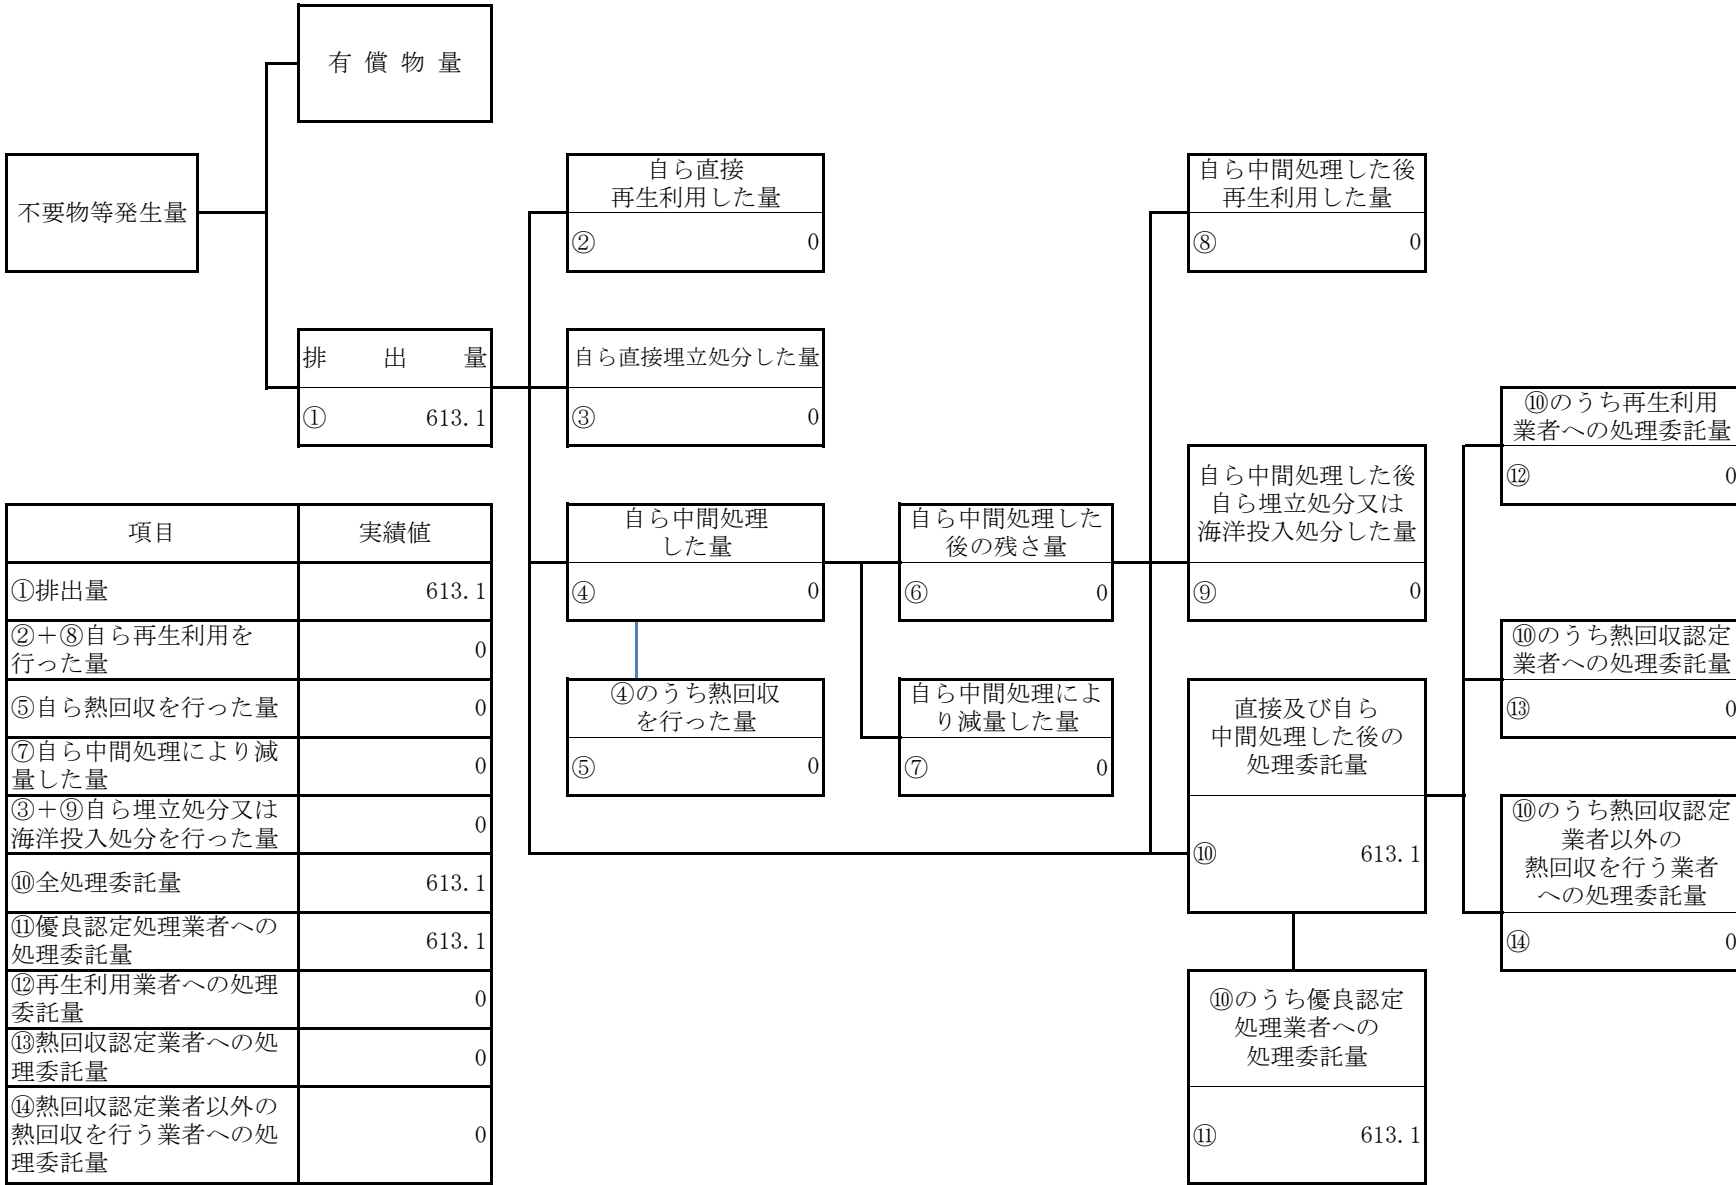 有償物量
不要物等発生量
自ら直接
再生利用した量
② 0
自ら中間処理した後
再生利用した量
⑧ 0
排出量
① 613.1
自ら直接埋立処分した量
③ 0
⑩のうち再生利用
業者への処理委託量
⑫ 0
自ら中間処理
した量
④ 0
自ら中間処理した
後の残さ量
⑥ 0
自ら中間処理した後
自ら埋立処分又は
海洋投入処分した量
⑨ 0
⑩のうち熱回収認定
業者への処理委託量
⑬ 0
④のうち熱回収
を行った量
⑤ 0
自ら中間処理によ
り減量した量
⑦ 0
直接及び自ら
中間処理した後の
処理委託量
⑩ 613.1
⑩のうち熱回収認定
業者以外の
熱回収を行う業者
への処理委託量
⑭ 0
⑩のうち優良認定
処理業者への
処理委託量
⑪ 613.1
項目 実績値
①排出量 613.1
②+⑧自ら再生利用を
行った量 0
⑤自ら熱回収を行った量 0
⑦自ら中間処理により減
量した量 0
③+⑨自ら埋立処分又は
海洋投入処分を行った量 0
⑩全処理委託量 613.1
⑪優良認定処理業者への
処理委託量 613.1
⑫再生利用業者への処理
委託量 0
⑬熱回収認定業者への処
理委託量 0
⑭熱回収認定業者以外の
熱回収を行う業者への処
理委託量 0